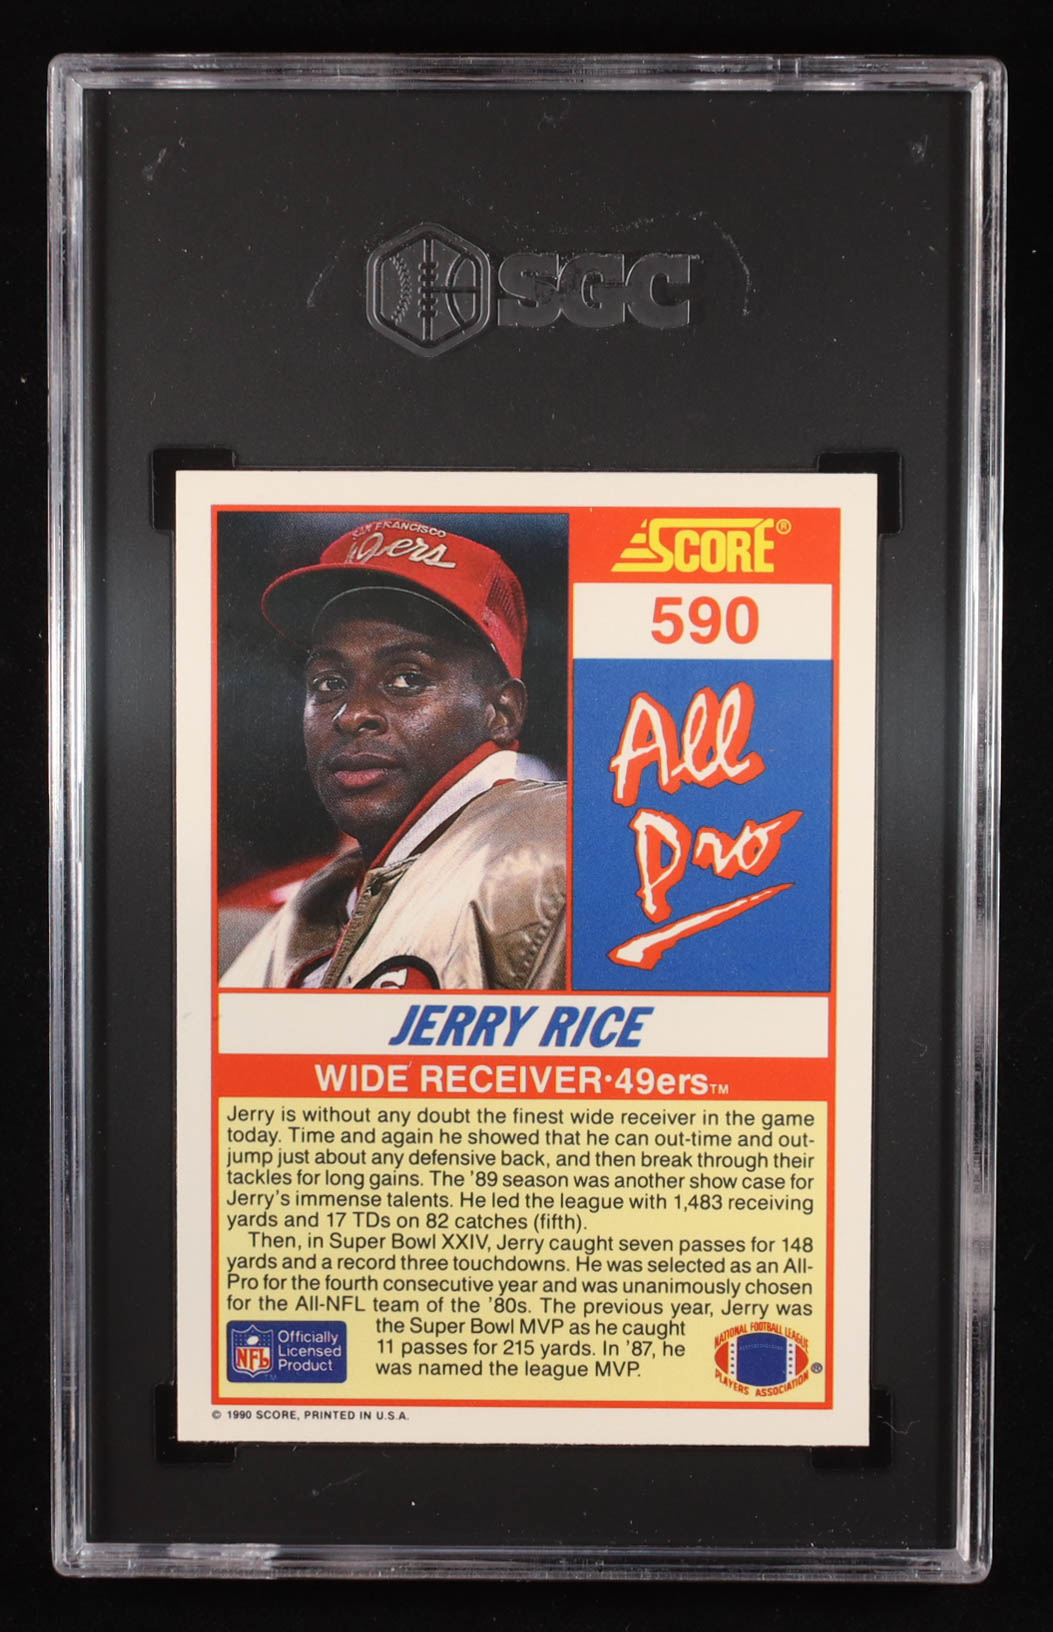 SGC
SAN FRANCISCO
49ers
SCORE®
590
All
Pro
JERRY RICE
WIDE RECEIVER·49ers™
Jerry is without any doubt the finest wide receiver in the game
today. Time and again he showed that he can out-time and out-
jump just about any defensive back, and then break through their
tackles for long gains. The '89 season was another show case for
Jerry's immense talents. He led the league with 1,483 receiving
yards and 17 TDs on 82 catches (fifth).
Then, in Super Bowl XXIV, Jerry caught seven passes for 148
yards and a record three touchdowns. He was selected as an All-
Pro for the fourth consecutive year and was unanimously chosen
for the All-NFL team of the '80s. The previous year, Jerry was
the Super Bowl MVP as he caught
11 passes for 215 yards. In '87, he
was named the league MVP.
NFL
Officially
Licensed
Product
™
NATIONAL FOOTBALL LEAGUE
PLAYERS ASSOCIATION
®
© 1990 SCORE, PRINTED IN U.S.A.